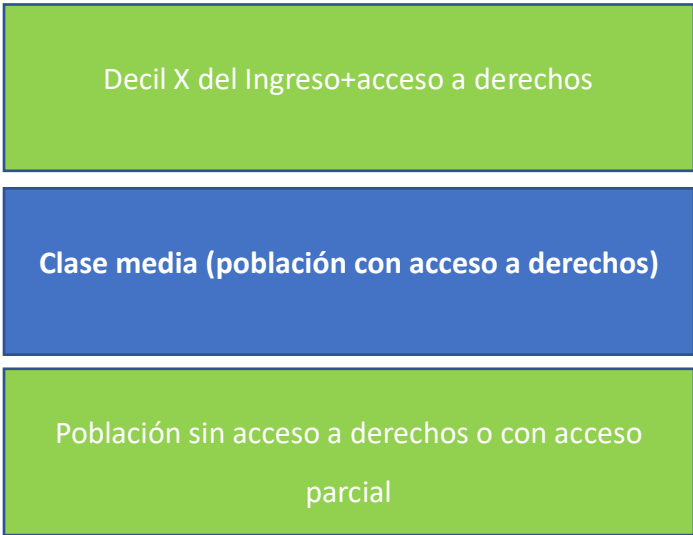 Decil X del Ingreso+acceso a derechos
Clase media (población con acceso a derechos)
Población sin acceso a derechos o con acceso
parcial